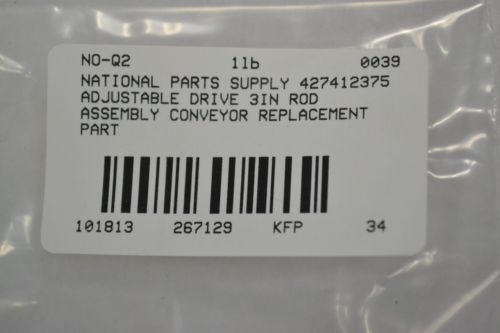 NO-Q2 1lb 0039
NATIONAL PARTS SUPPLY 427412375
ADJUSTABLE DRIVE 3IN ROD
ASSEMBLY CONVEYOR REPLACEMENT
PART
101813 267129 KFP 34